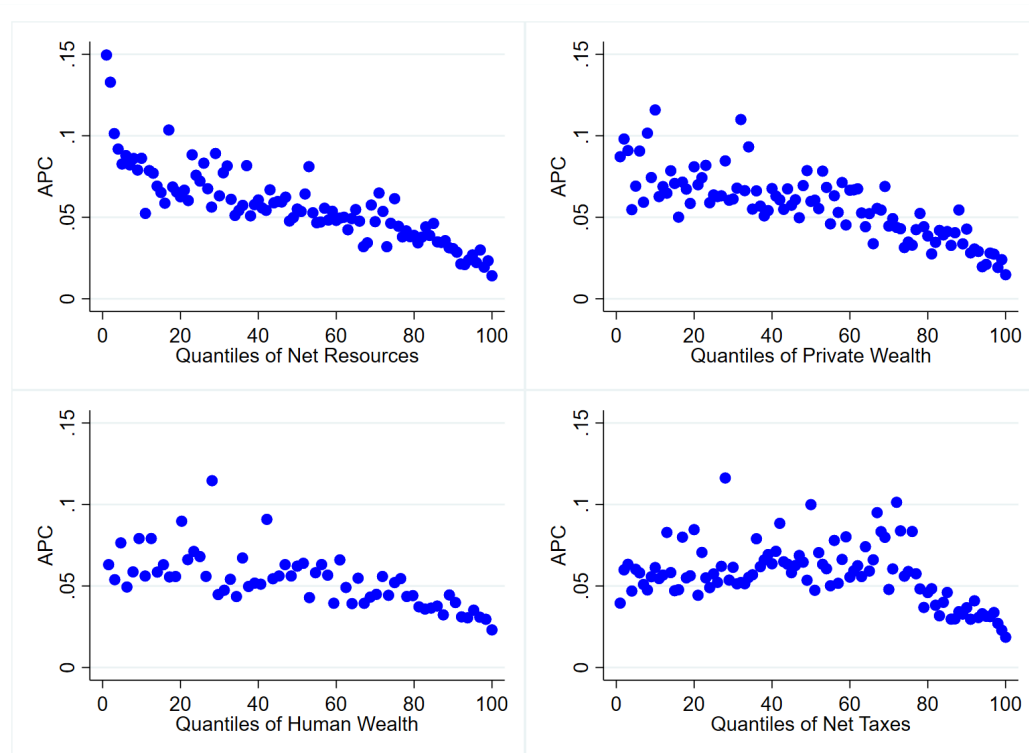 .15
.1
.05
0
APC
0 20 40 60 80 100
Quantiles of Net Resources
.15
.1
.05
0
APC
0 20 40 60 80 100
Quantiles of Private Wealth
.15
.1
.05
0
APC
0 20 40 60 80 100
Quantiles of Human Wealth
.15
.1
.05
0
APC
0 20 40 60 80 100
Quantiles of Net Taxes